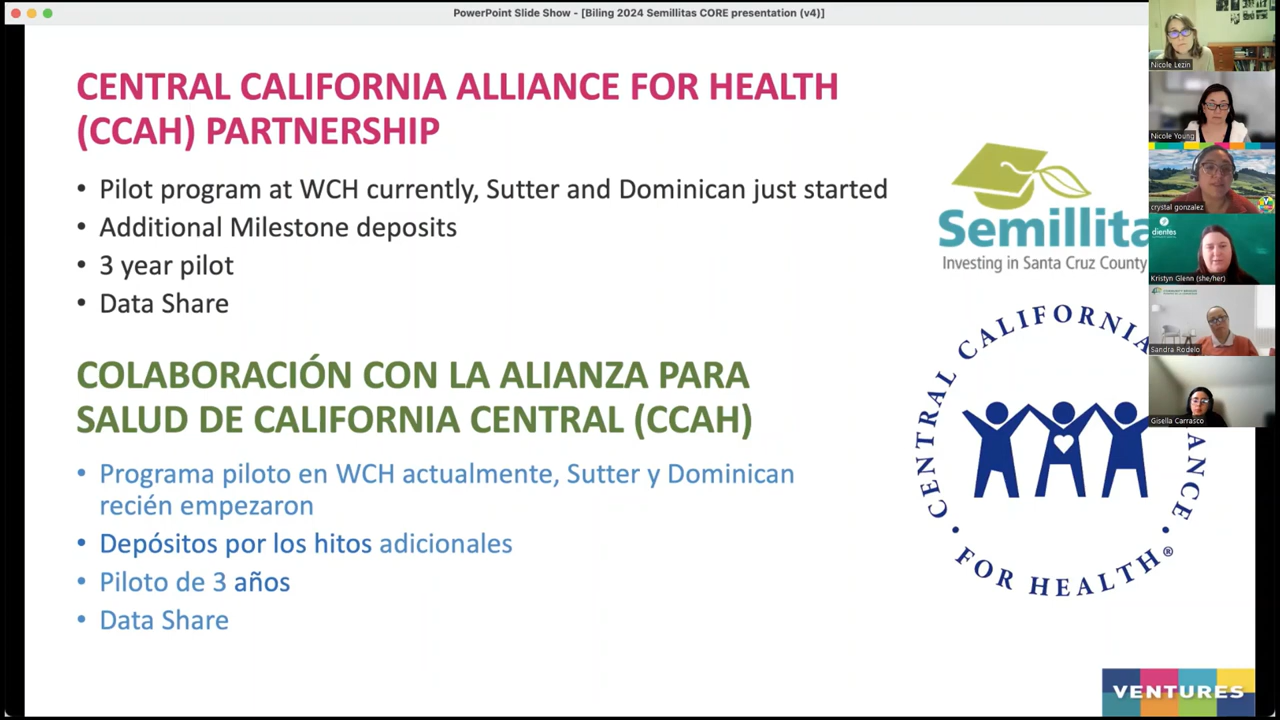 PowerPoint Slide Show - [Biling 2024 Semillitas CORE presentation (v4)]
CENTRAL CALIFORNIA ALLIANCE FOR HEALTH
(CCAH) PARTNERSHIP
• Pilot program at WCH currently, Sutter and Dominican just started
• Additional Milestone deposits
• 3 year pilot
• Data Share
COLABORACIÓN CON LA ALIANZA PARA
SALUD DE CALIFORNIA CENTRAL (CCAH)
• Programa piloto en WCH actualmente, Sutter y Dominican
recién empezaron
• Depósitos por los hitos adicionales
• Piloto de 3 años
• Data Share
Semillita
Investing in Santa Cruz County
CENTRAL CALIFORNIA
ANCE
• FOR HEALTH® •
VENTURES
Nicole Lezin
Nicole Young
crystal gonzalez
dientes
Kristyn Glenn (she/her)
Sandra Rodelo
Gisella Carrasco